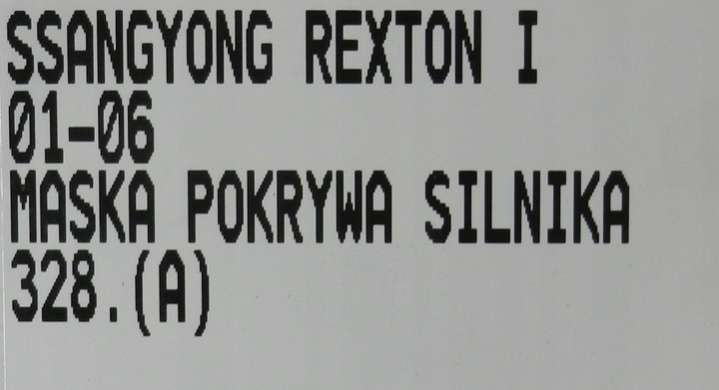 SSANGYONG REXTON I
01-06
MASKA POKRYWA SILNIKA
328.(A)